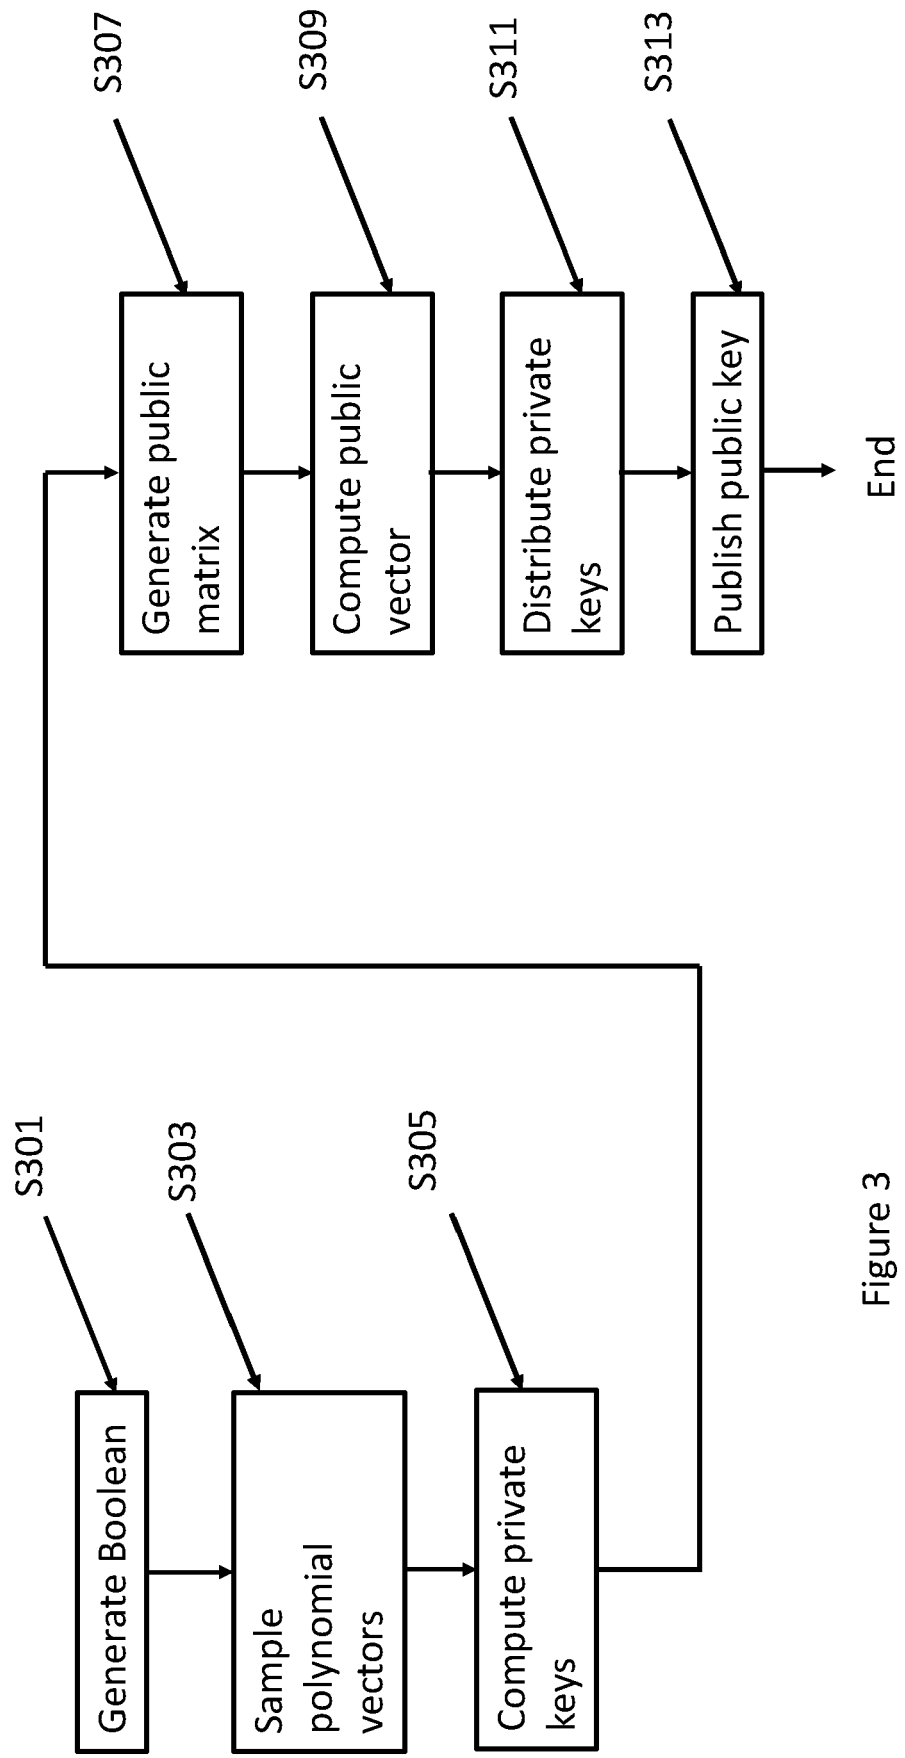 S301
Generate Boolean
S303
Sample
polynomial
vectors
S305
Compute private
keys
S307
Generate public
matrix
S309
Compute public
vector
S311
Distribute private
keys
S313
Publish public key
End
Figure 3